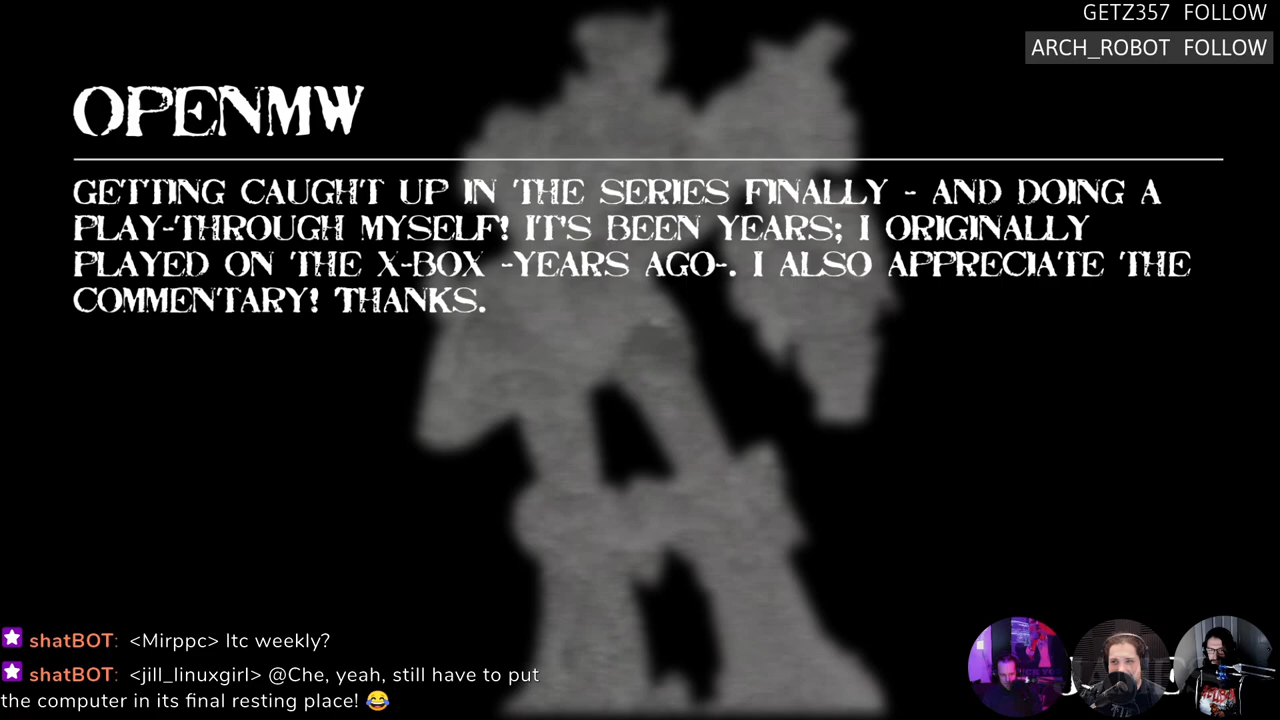 GETZ357 FOLLOW
ARCH_ROBOT FOLLOW
OPENMW
GETTING CAUGHT UP IN THE SERIES FINALLY - AND DOING A
PLAY-THROUGH MYSELF! IT'S BEEN YEARS; I ORIGINALLY
PLAYED ON THE X-BOX -YEARS AGO-. I ALSO APPRECIATE THE
COMMENTARY! THANKS.
shatBOT: <Mirppc> ltc weekly?
shatBOT: <jill_linuxgirl> @Che, yeah, still have to put
the computer in its final resting place! 😂